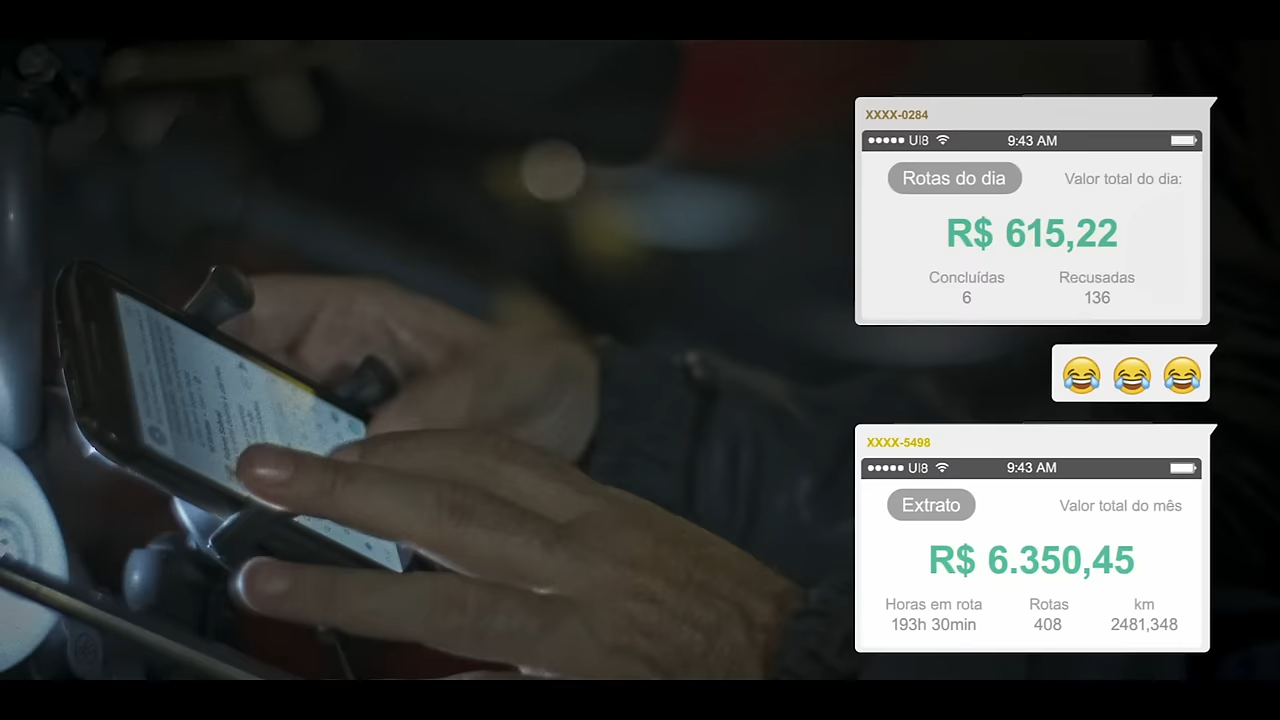 XXXX-0284
UI8 9:43 AM
Rotas do dia Valor total do dia:
R$ 615,22
Concluídas Recusadas
6 136
XXXX-5498
UI8 9:43 AM
Extrato Valor total do mês
R$ 6.350,45
Horas em rota Rotas km
193h 30min 408 2481,348